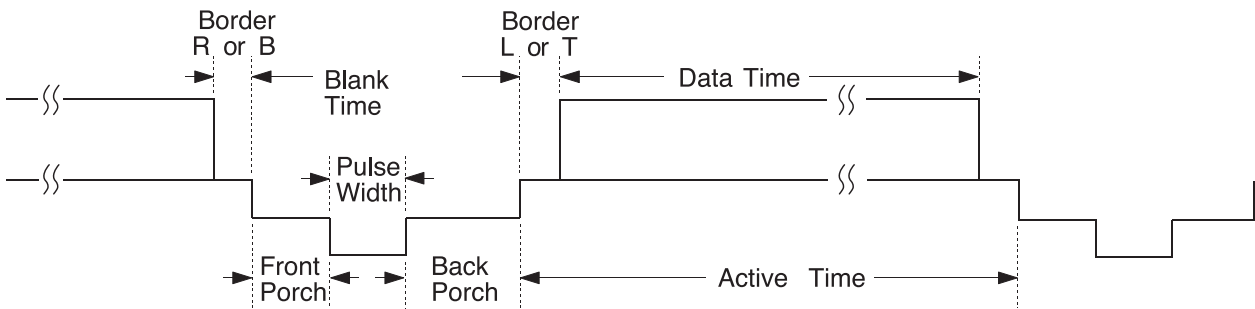 Border
R or B
Border
L or T
Blank
Time
Data Time
Pulse
Width
Front
Porch
Back
Porch
Active Time